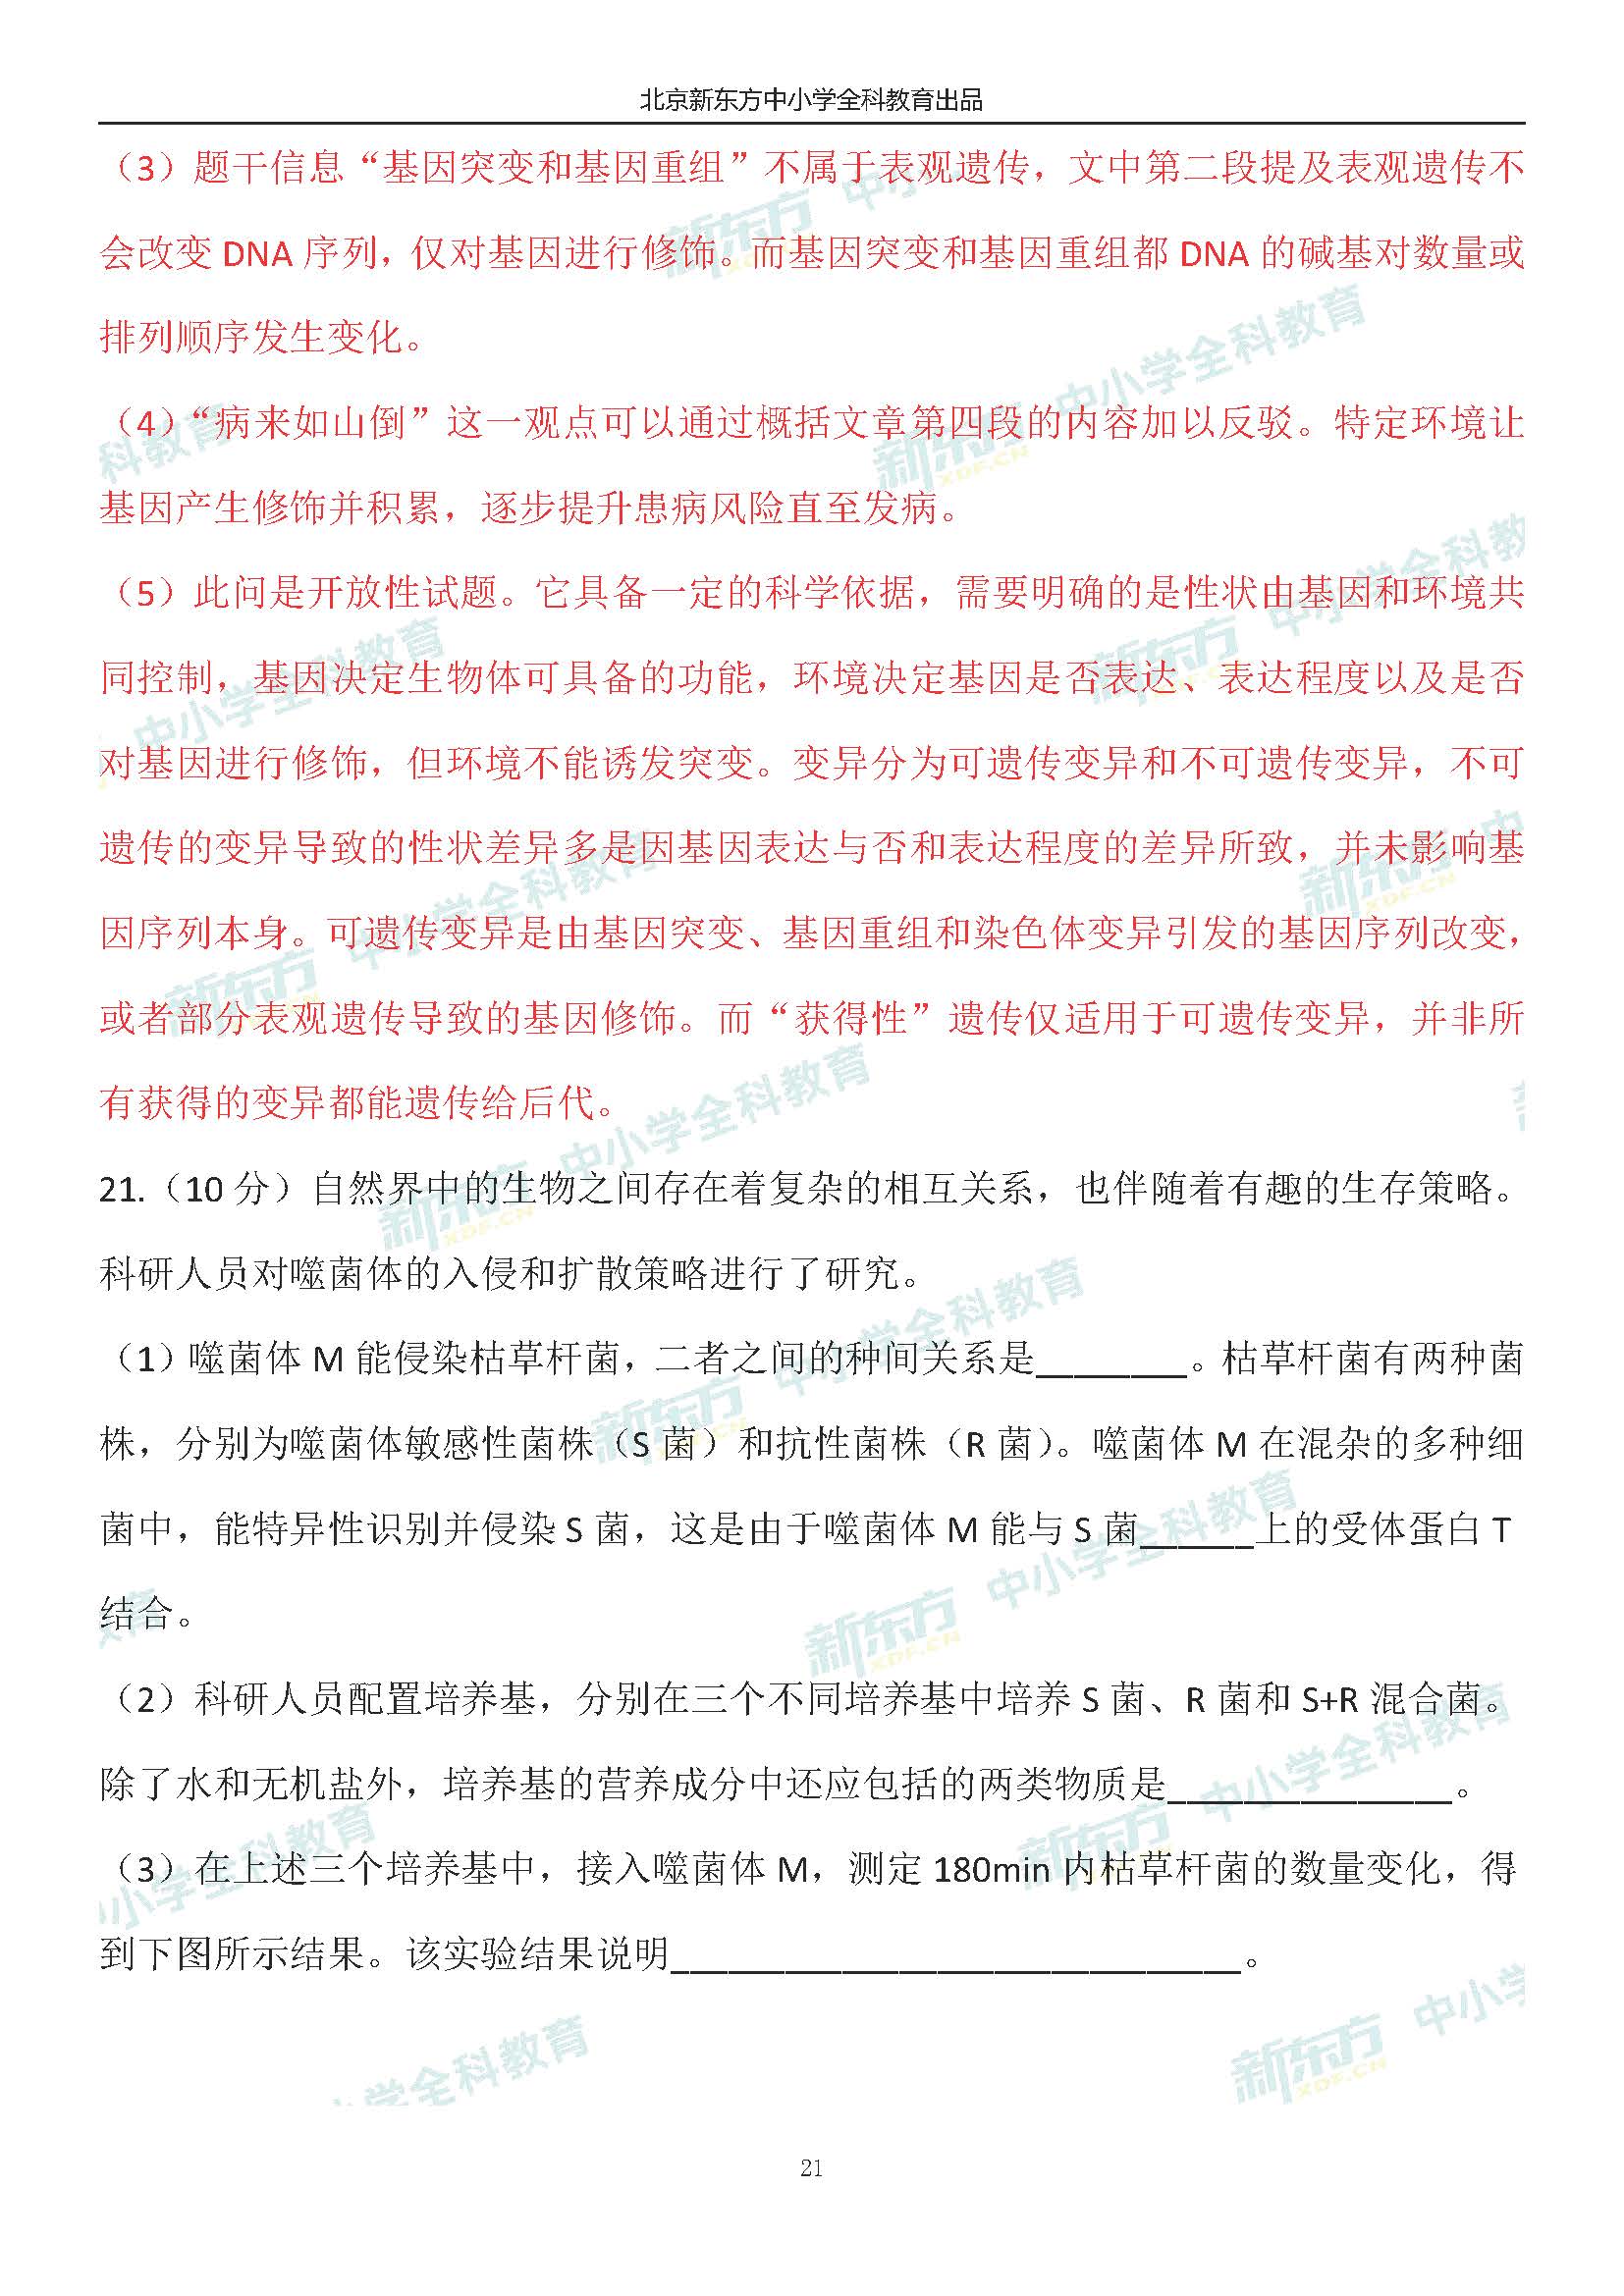 北京新东方中小学全科教育出品
（3）题干信息“基因突变和基因重组”不属于表观遗传，文中第二段提及表观遗传不
会改变 DNA 序列，仅对基因进行修饰。而基因突变和基因重组都 DNA 的碱基对数量或
排列顺序发生变化。
（4）“病来如山倒”这一观点可以通过概括文章第四段的内容加以反驳。特定环境让
基因产生修饰并积累，逐步提升患病风险直至发病。
（5）此问是开放性试题。它具备一定的科学依据，需要明确的是性状由基因和环境共
同控制，基因决定生物体可具备的功能，环境决定基因是否表达、表达程度以及是否
对基因进行修饰，但环境不能诱发突变。变异分为可遗传变异和不可遗传变异，不可
遗传的变异导致的性状差异多是因基因表达与否和表达程度的差异所致，并未影响基
因序列本身。可遗传变异是由基因突变、基因重组和染色体变异引发的基因序列改变，
或者部分表观遗传导致的基因修饰。而“获得性”遗传仅适用于可遗传变异，并非所
有获得的变异都能遗传给后代。
21.（10 分）自然界中的生物之间存在着复杂的相互关系，也伴随着有趣的生存策略。
科研人员对噬菌体的入侵和扩散策略进行了研究。
（1）噬菌体 M 能侵染枯草杆菌，二者之间的种间关系是________。枯草杆菌有两种菌
株，分别为噬菌体敏感性菌株（S 菌）和抗性菌株（R 菌）。噬菌体 M 在混杂的多种细
菌中，能特异性识别并侵染 S 菌，这是由于噬菌体 M 能与 S 菌______上的受体蛋白 T
结合。
（2）科研人员配置培养基，分别在三个不同培养基中培养 S 菌、R 菌和 S+R 混合菌。
除了水和无机盐外，培养基的营养成分中还应包括的两类物质是_______________。
（3）在上述三个培养基中，接入噬菌体 M，测定 180min 内枯草杆菌的数量变化，得
到下图所示结果。该实验结果说明______________________________。
21